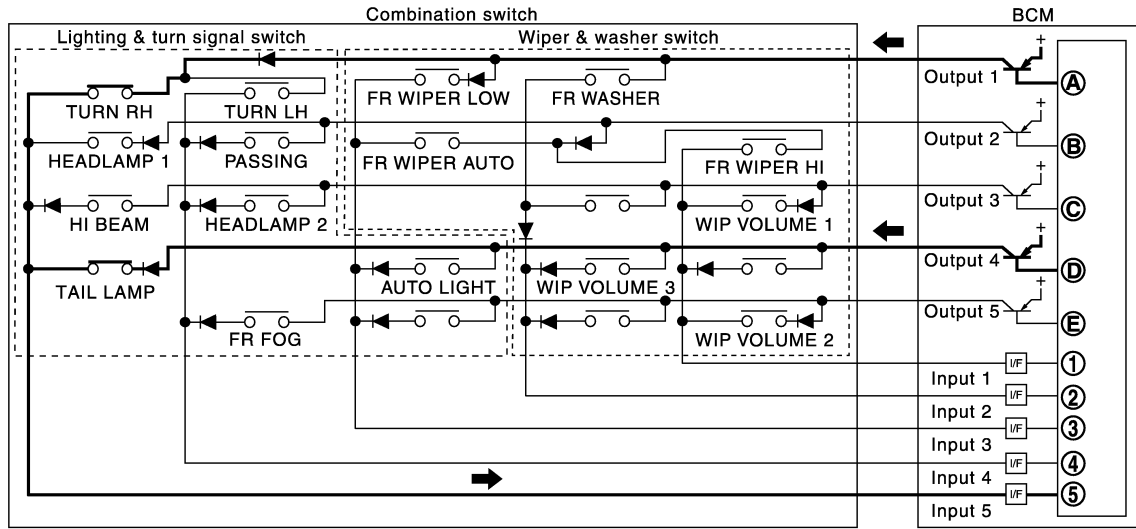 Combination switch
BCM
Lighting & turn signal switch
Wiper & washer switch
+
Output 1
A
TURN RH
TURN LH
FR WIPER LOW
FR WASHER
+
Output 2
B
HEADLAMP 1
PASSING
FR WIPER AUTO
FR WIPER HI
+
Output 3
C
HI BEAM
HEADLAMP 2
WIP VOLUME 1
+
Output 4
D
TAIL LAMP
AUTO LIGHT
WIP VOLUME 3
+
Output 5
E
FR FOG
WIP VOLUME 2
I/F
1
Input 1
I/F
2
Input 2
I/F
3
Input 3
I/F
4
Input 4
I/F
5
Input 5